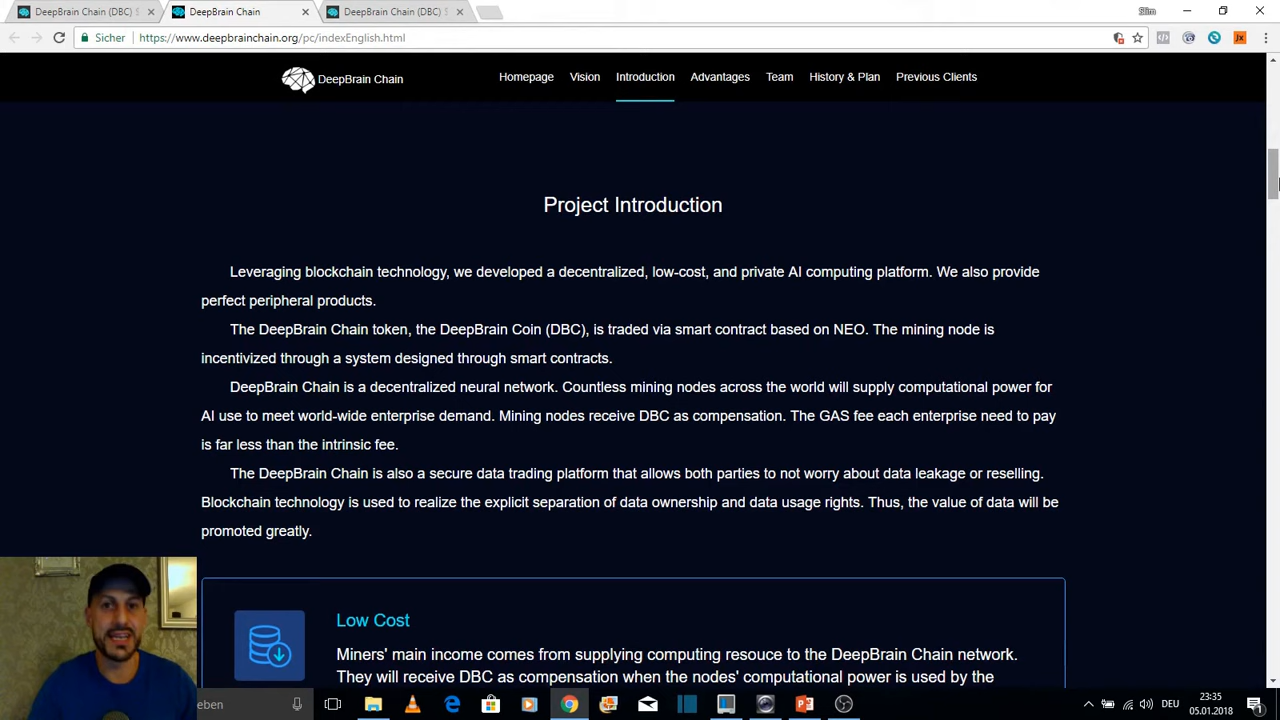 DeepBrain Chain (DBC) S
DeepBrain Chain
DeepBrain Chain (DBC) S
Slim
Sicher
https://www.deepbrainchain.org/pc/indexEnglish.html
DeepBrain Chain
Homepage
Vision
Introduction
Advantages
Team
History & Plan
Previous Clients
Project Introduction
Leveraging blockchain technology, we developed a decentralized, low-cost, and private AI computing platform. We also provide
perfect peripheral products.
The DeepBrain Chain token, the DeepBrain Coin (DBC), is traded via smart contract based on NEO. The mining node is
incentivized through a system designed through smart contracts.
DeepBrain Chain is a decentralized neural network. Countless mining nodes across the world will supply computational power for
AI use to meet world-wide enterprise demand. Mining nodes receive DBC as compensation. The GAS fee each enterprise need to pay
is far less than the intrinsic fee.
The DeepBrain Chain is also a secure data trading platform that allows both parties to not worry about data leakage or reselling.
Blockchain technology is used to realize the explicit separation of data ownership and data usage rights. Thus, the value of data will be
promoted greatly.
Low Cost
Miners' main income comes from supplying computing resouce to the DeepBrain Chain network.
They will receive DBC as compensation when the nodes' computational power is used by the
eben
DEU
23:35
05.01.2018